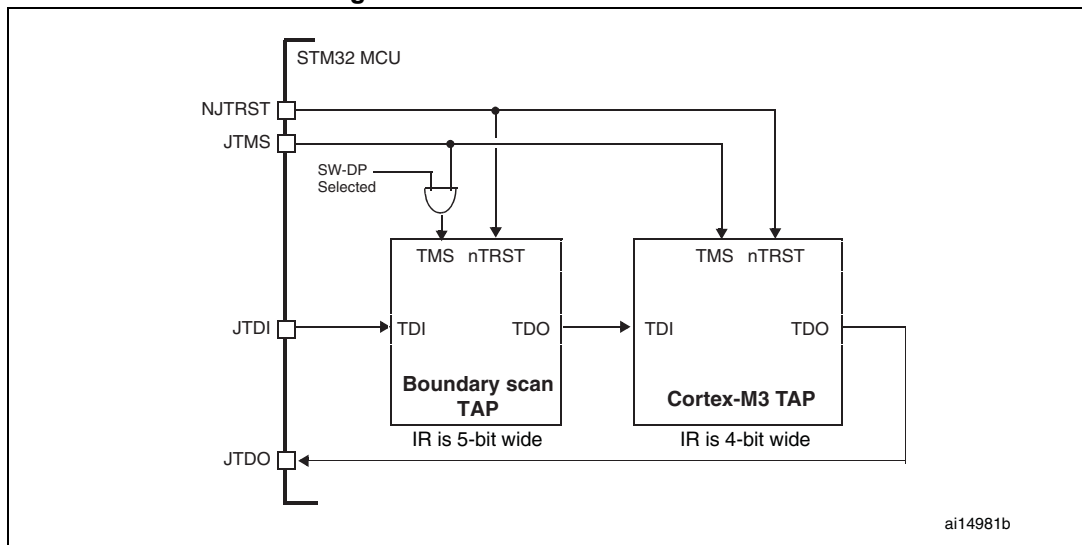 STM32 MCU
NJTRST
JTMS
SW-DP
Selected
TMS nTRST
TMS nTRST
JTDI
TDI
TDO
TDI
TDO
Boundary scan
TAP
Cortex-M3 TAP
IR is 5-bit wide
IR is 4-bit wide
JTDO
ai14981b